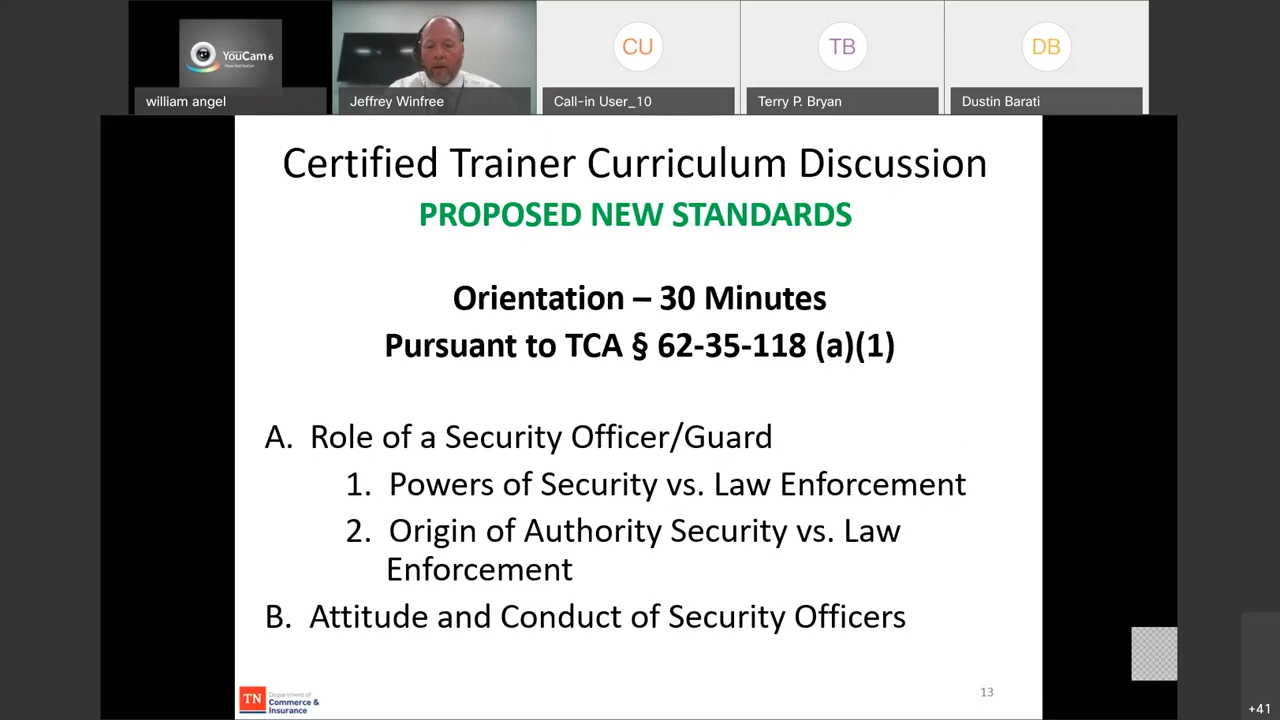 YouCam 6
william angel
Jeffrey Winfree
CU
Call-in User_10
TB
Terry P. Bryan
DB
Dustin Barati
Certified Trainer Curriculum Discussion
PROPOSED NEW STANDARDS
Orientation – 30 Minutes
Pursuant to TCA § 62-35-118 (a)(1)
A. Role of a Security Officer/Guard
1. Powers of Security vs. Law Enforcement
2. Origin of Authority Security vs. Law
Enforcement
B. Attitude and Conduct of Security Officers
TN
Department of
Commerce &
Insurance
13
+41